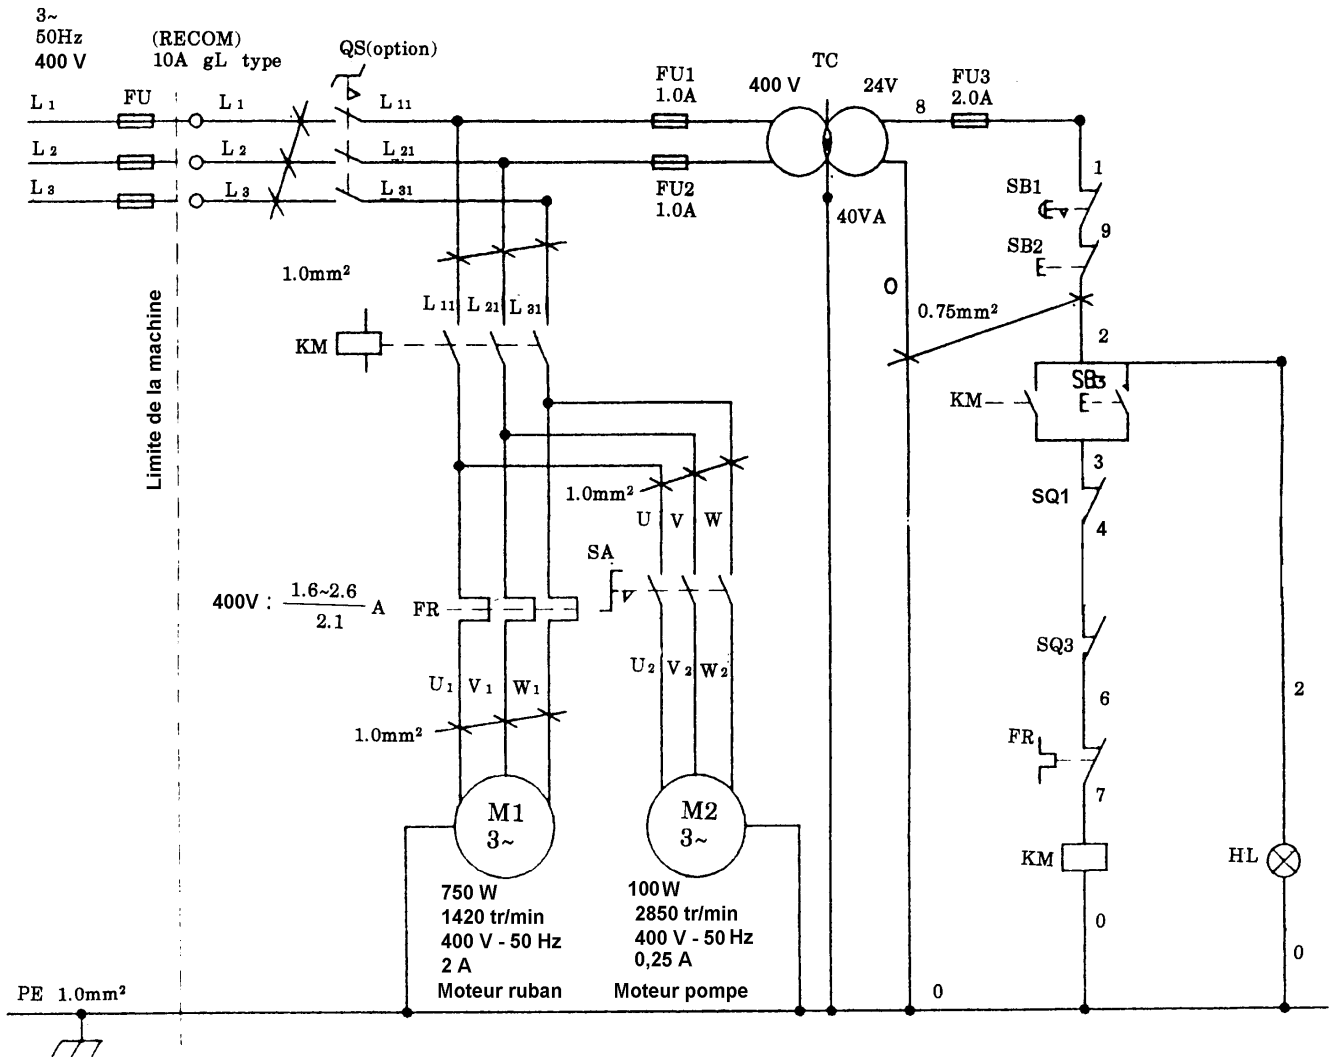 3~
50Hz
400 V
(RECOM)
10A gL type
QS(option)
L1
FU
L1
L11
L2
L2
L21
L3
L3
L31
FU1
1.0A
FU2
1.0A
400 V
TC
24V
40VA
8
FU3
2.0A
1
SB1
9
SB2
O
0.75mm²
2
KM
SB3
3
SQ1
4
SQ3
6
FR
7
KM
0
2
HL
0
0
1.0mm²
Limite de la machine
L11
L21
L31
KM
1.0mm²
U
V
W
SA
400V :
1.6~2.6
2.1
A
FR
U1
V1
W1
U2
V2
W2
1.0mm²
M1
3~
M2
3~
750 W
1420 tr/min
400 V - 50 Hz
2 A
Moteur ruban
100W
2850 tr/min
400 V - 50 Hz
0,25 A
Moteur pompe
PE 1.0mm²